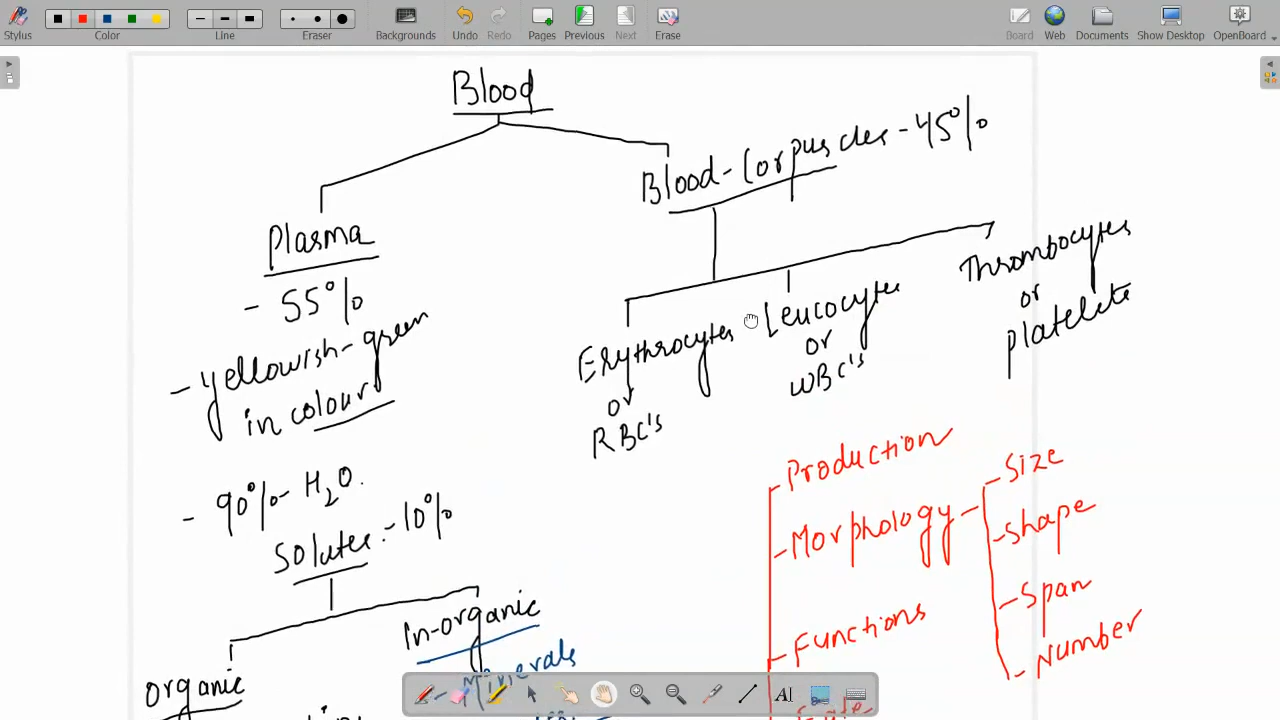 Stylus
Color
Line
Eraser
Backgrounds
Undo
Redo
Pages
Previous
Next
Erase
Board
Web
Documents
Show Desktop
OpenBoard
Blood
Blood-Corpuscles - 45%
Plasma
- 55%
- yellowish-green
in colour
- 90% - H2O.
Solutes - 10%
In-organic
organic
Minerals
Erythrocytes
or
RBC's
Leucocytes
or
WBC's
Thrombocytes
or
platelete
- Production
- Morphology -
- Size
- Shape
- Span
- Number
- Functions